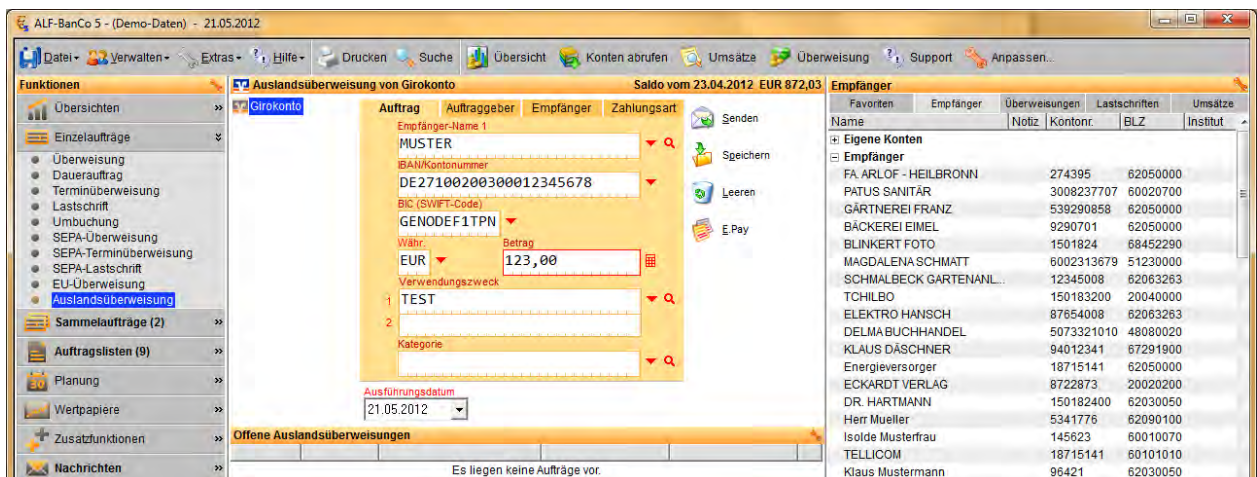 ALF-BanCo 5 - (Demo-Daten) - 21.05.2012
Datei Verwalten Extras Hilfe Drucken Suche Übersicht Konten abrufen Umsätze Überweisung Support Anpassen...
Funktionen
Übersichten
Einzelaufträge
Überweisung
Dauerauftrag
Terminüberweisung
Lastschrift
Umbuchung
SEPA-Überweisung
SEPA-Terminüberweisung
SEPA-Lastschrift
EU-Überweisung
Auslandsüberweisung
Sammelaufträge (2)
Auftragslisten (9)
Planung
Wertpapiere
Zusatzfunktionen
Nachrichten
Auslandsüberweisung von Girokonto Saldo vom 23.04.2012 EUR 872,03
Girokonto
Auftrag Auftraggeber Empfänger Zahlungsart
Empfänger-Name 1
MUSTER
IBAN/Kontonummer
DE27100200300012345678
BIC (SWIFT-Code)
GENODEF1TPN
Währ. Betrag
EUR 123,00
Verwendungszweck
1 TEST
2
Kategorie
Ausführungsdatum
21.05.2012
Senden
Speichern
Leeren
E.Pay
Offene Auslandsüberweisungen
Es liegen keine Aufträge vor.
Empfänger
Favoriten Empfänger Überweisungen Lastschriften Umsätze
Name Notiz Kontonr. BLZ Institut
Eigene Konten
Empfänger
FA. ARLOF - HEILBRONN 274395 62050000
PATUS SANITÄR 3008237707 60020700
GÄRTNEREI FRANZ 539290858 62050000
BÄCKEREI EIMEL 9290701 62050000
BLINKERT FOTO 1501824 68452290
MAGDALENA SCHMATT 6002313679 51230000
SCHMALBECK GARTENANL... 12345008 62063263
TCHILBO 150183200 20040000
ELEKTRO HANSCH 87654008 62063263
DELMA BUCHHANDEL 5073321010 48080020
KLAUS DÄSCHNER 94012341 67291900
Energieversorger 18715141 62050000
ECKARDT VERLAG 8722873 20020200
DR. HARTMANN 150182400 62030050
Herr Mueller 5341776 62090100
Isolde Musterfrau 145623 60010070
TELLICOM 18715141 60101010
Klaus Mustermann 96421 62030050